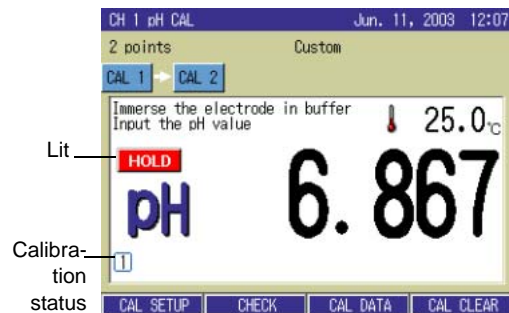 CH 1 pH CAL Jun. 11, 2003 12:07
2 points Custom
CAL 1 CAL 2
Immerse the electrode in buffer
Input the pH value
25.0℃
Lit
HOLD
pH 6.867
Calibra-
tion
status
1
CAL SETUP CHECK CAL DATA CAL CLEAR